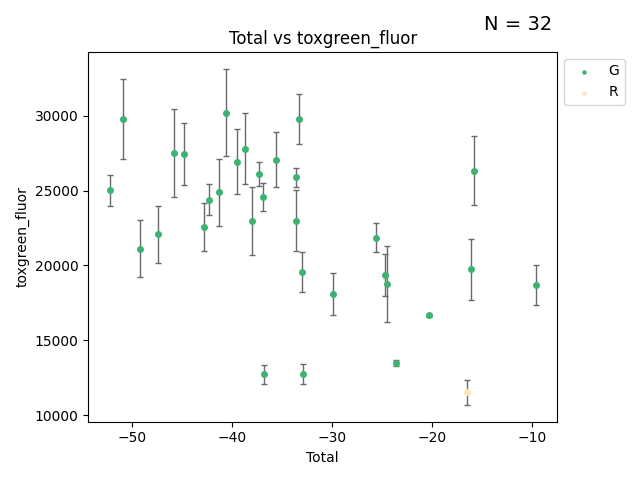 N = 32
Total vs toxgreen_fluor
G
R
30000
25000
20000
15000
10000
toxgreen_fluor
−50
−40
−30
−20
−10
Total